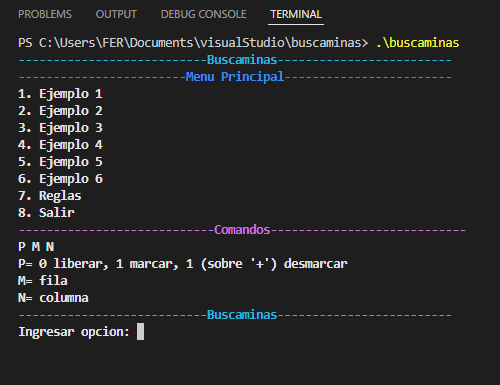 PROBLEMS OUTPUT DEBUG CONSOLE TERMINAL
PS C:\Users\FER\Documents\visualStudio\buscaminas> .\buscaminas
---------------------------Buscaminas-------------------------
------------------------Menu Principal------------------------
1. Ejemplo 1
2. Ejemplo 2
3. Ejemplo 3
4. Ejemplo 4
5. Ejemplo 5
6. Ejemplo 6
7. Reglas
8. Salir
----------------------------Comandos----------------------------
P M N
P= 0 liberar, 1 marcar, 1 (sobre '+') desmarcar
M= fila
N= columna
---------------------------Buscaminas-------------------------
Ingresar opcion: